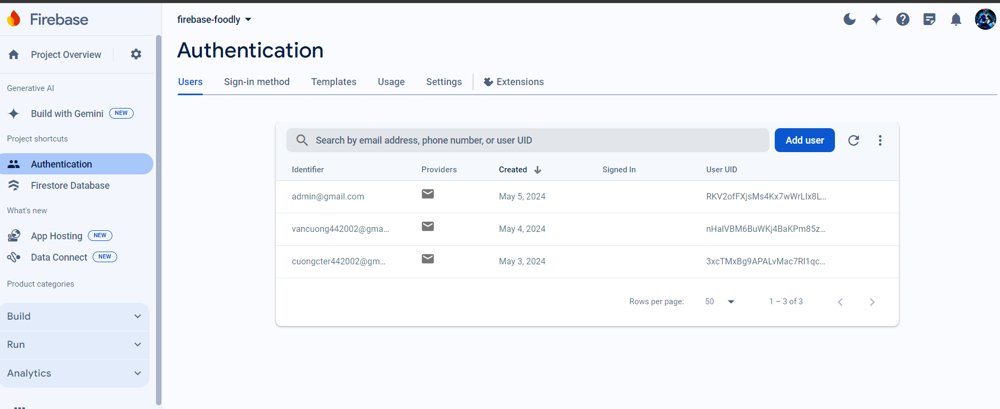 Firebase
firebase-foodly
Project Overview
Generative AI
Build with Gemini NEW
Project shortcuts
Authentication
Firestore Database
What's new
App Hosting NEW
Data Connect NEW
Product categories
Build
Run
Analytics
Authentication
Users Sign-in method Templates Usage Settings Extensions
Search by email address, phone number, or user UID Add user
Identifier Providers Created Signed In User UID
admin@gmail.com May 5, 2024 RKV2ofFXjsMs4Kx7wWrLIx8L...
vancuong442002@gma... May 4, 2024 nHalVBM6BuWKj4BaKPm85z...
cuongcter442002@gm... May 3, 2024 3xcTMxBg9APALvMac7RI1qc...
Rows per page: 50 1 – 3 of 3